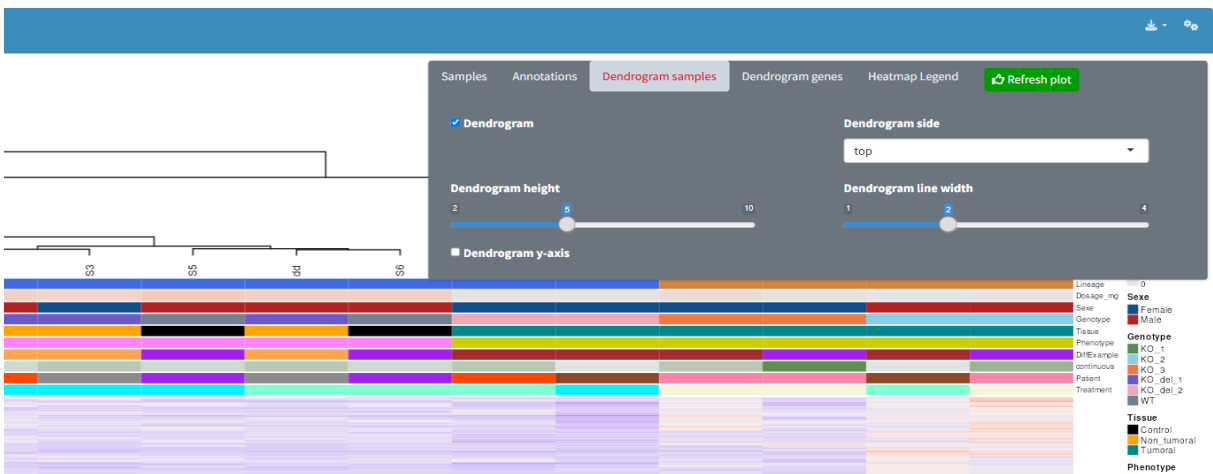 Samples Annotations Dendrogram samples Dendrogram genes Heatmap Legend Refresh plot
Dendrogram
Dendrogram side
top
Dendrogram height
Dendrogram line width
2 5 10
1 2 4
Dendrogram y-axis
S3 S5 dd S6
Lineage
Dosage_mg
Sexe
Genotype
Tissue
Phenotype
DiffExample
continuous
Patient
Treatment
0
Sexe
Female
Male
Genotype
KO_1
KO_2
KO_3
KO_del_1
KO_del_2
WT
Tissue
Control
Non_tumoral
Tumoral
Phenotype